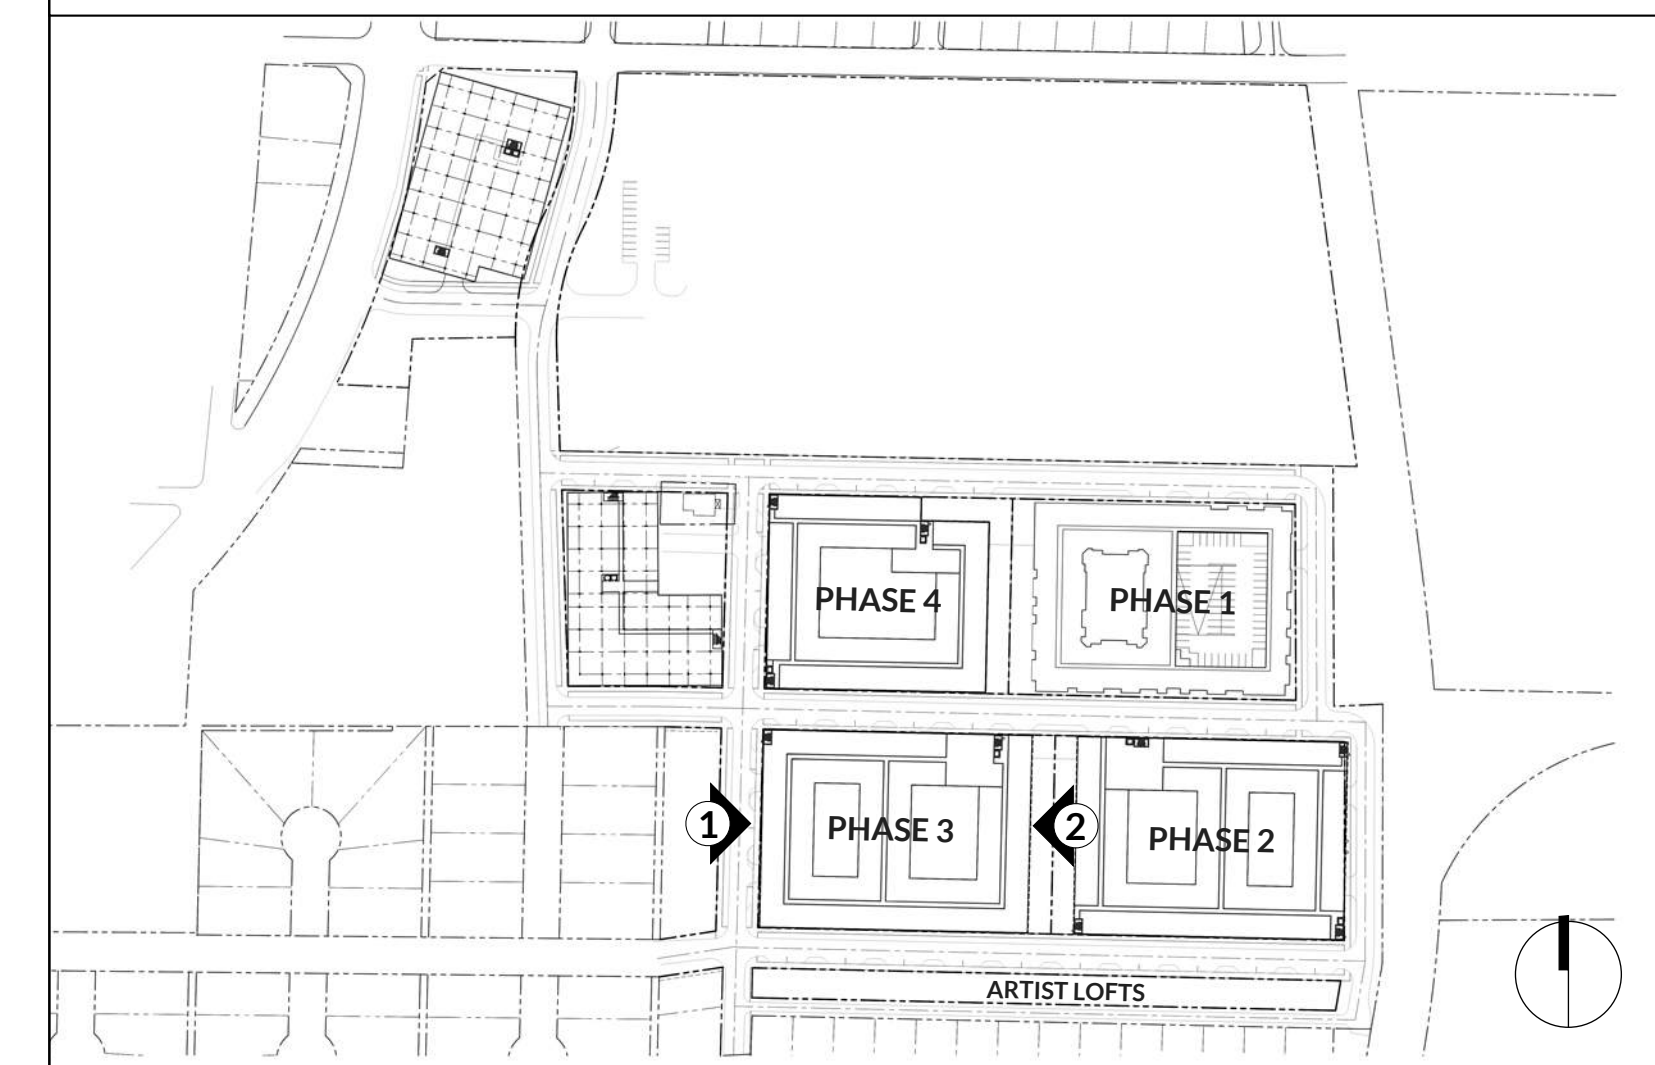 PHASE 4
PHASE 1
1
PHASE 3
2
PHASE 2
ARTIST LOFTS